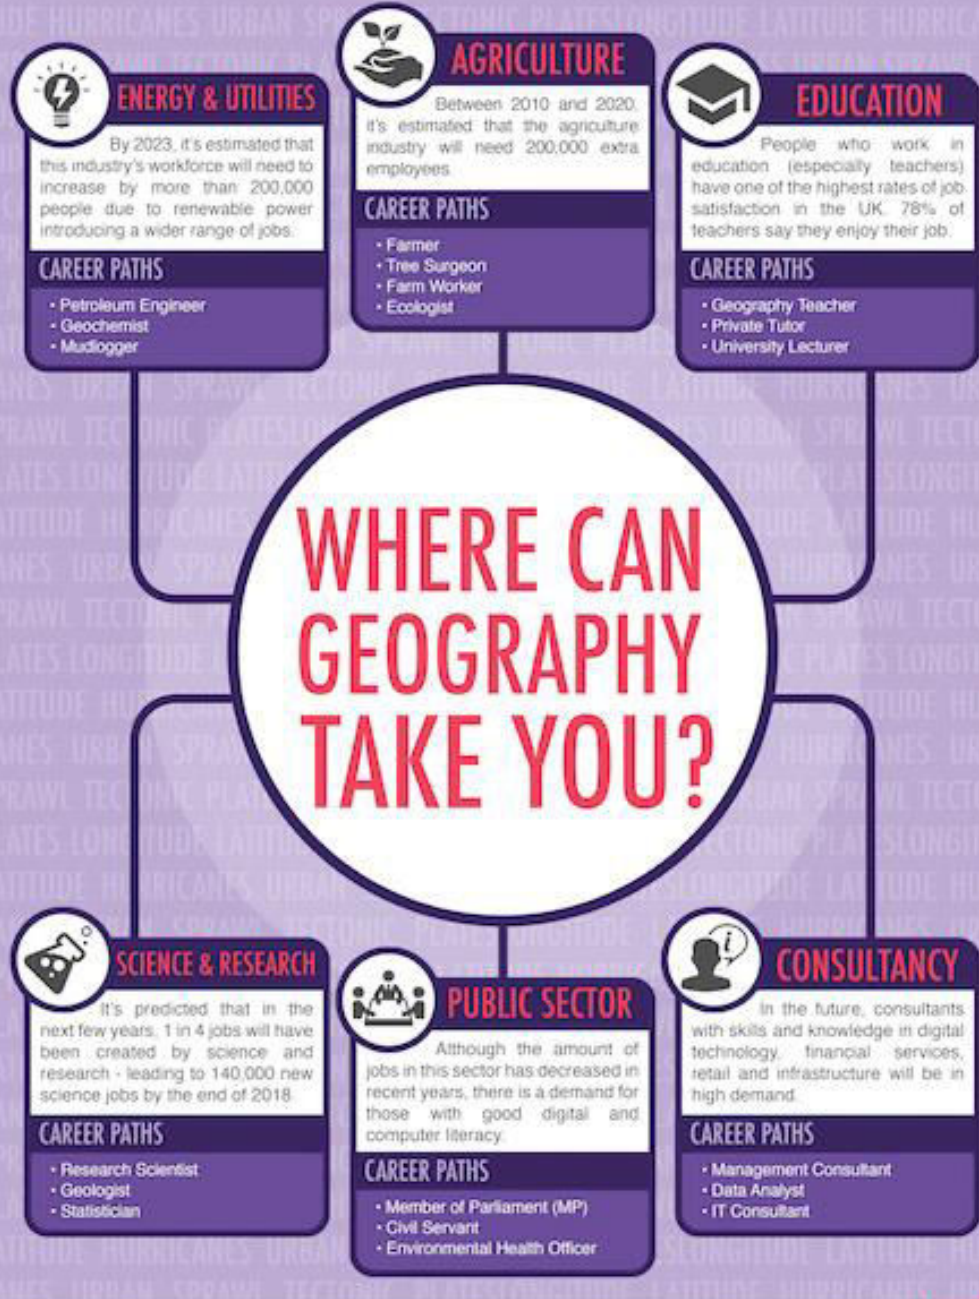 ENERGY & UTILITIES
By 2023, it's estimated that
this industry's workforce will need to
increase by more than 200,000
people due to renewable power
introducing a wider range of jobs.
CAREER PATHS
• Petroleum Engineer
• Geochemist
• Mudlogger
AGRICULTURE
Between 2010 and 2020,
it's estimated that the agriculture
industry will need 200,000 extra
employees.
CAREER PATHS
• Farmer
• Tree Surgeon
• Farm Worker
• Ecologist
EDUCATION
People who work in
education (especially teachers)
have one of the highest rates of job
satisfaction in the UK. 78% of
teachers say they enjoy their job.
CAREER PATHS
• Geography Teacher
• Private Tutor
• University Lecturer
WHERE CAN
GEOGRAPHY
TAKE YOU?
SCIENCE & RESEARCH
It's predicted that in the
next few years, 1 in 4 jobs will have
been created by science and
research - leading to 140,000 new
science jobs by the end of 2018.
CAREER PATHS
• Research Scientist
• Geologist
• Statistician
PUBLIC SECTOR
Although the amount of
jobs in this sector has decreased in
recent years, there is a demand for
those with good digital and
computer literacy.
CAREER PATHS
• Member of Parliament (MP)
• Civil Servant
• Environmental Health Officer
CONSULTANCY
In the future, consultants
with skills and knowledge in digital
technology, financial services,
retail and infrastructure will be in
high demand.
CAREER PATHS
• Management Consultant
• Data Analyst
• IT Consultant